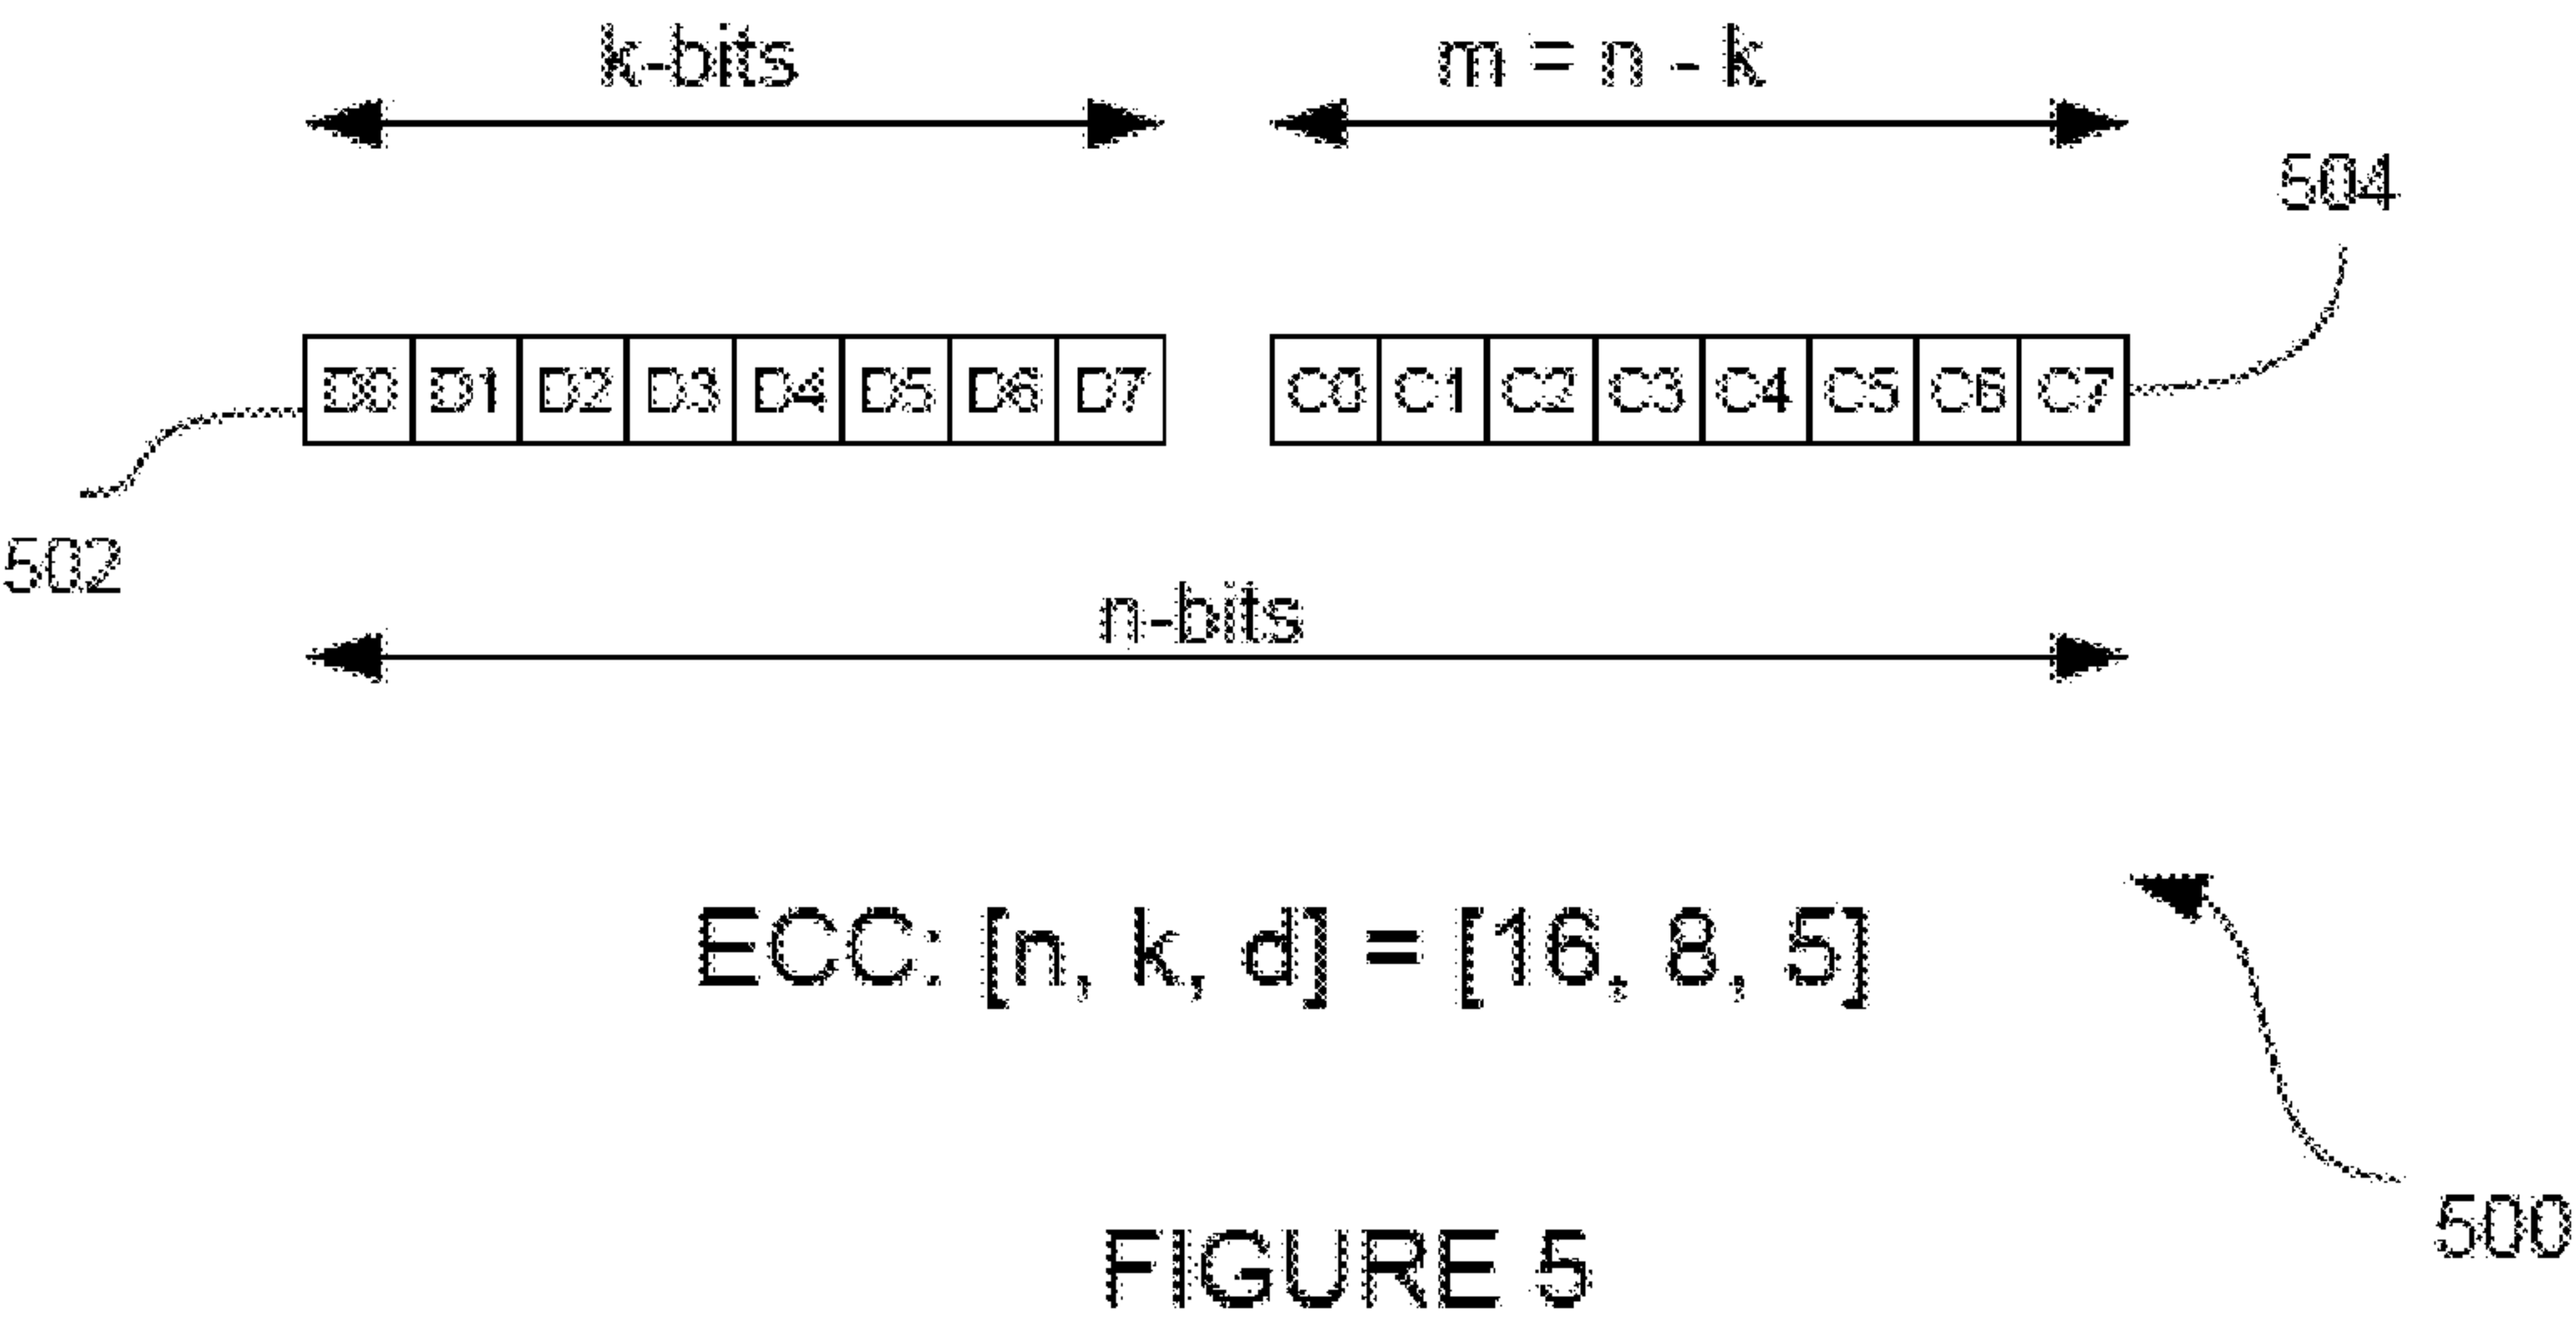 k-bits
m = n - k
504
D0 D1 D2 D3 D4 D5 D6 D7
C0 C1 C2 C3 C4 C5 C6 C7
502
n-bits
ECC: [n, k, d] = [16, 8, 5]
500
FIGURE 5